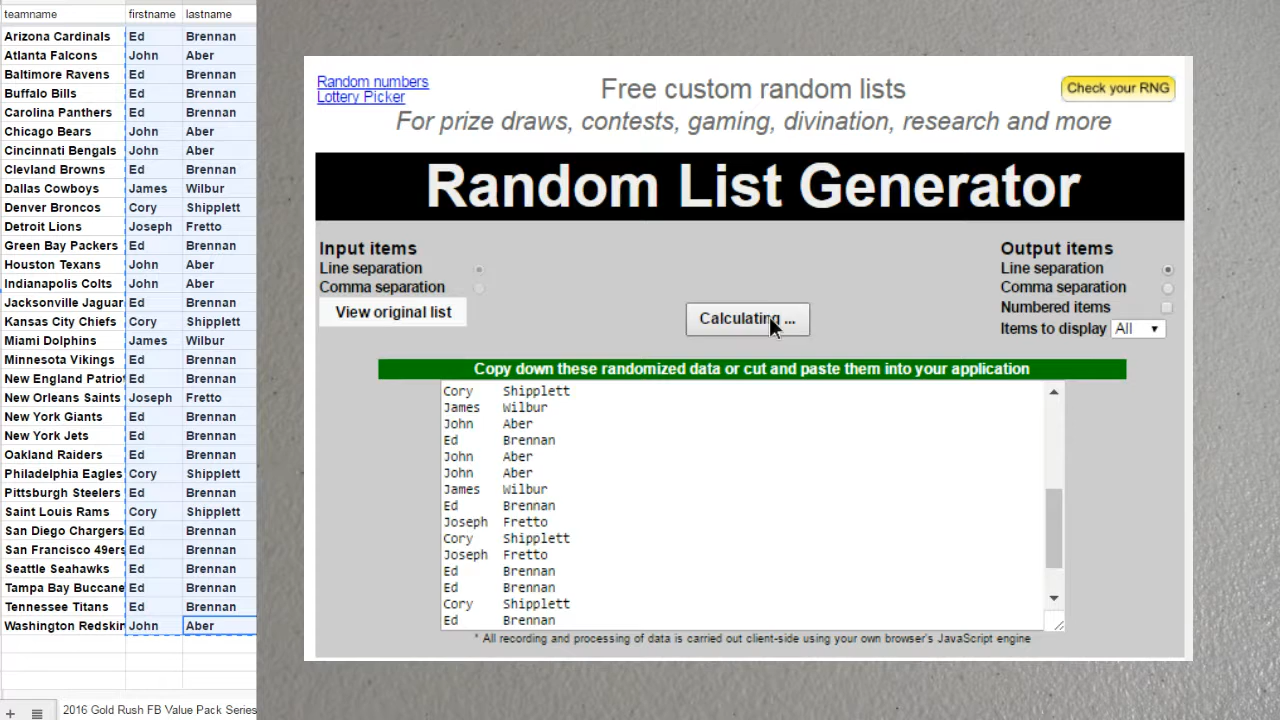 teamname firstname lastname
Arizona Cardinals Ed Brennan
Atlanta Falcons John Aber
Baltimore Ravens Ed Brennan
Buffalo Bills Ed Brennan
Carolina Panthers Ed Brennan
Chicago Bears John Aber
Cincinnati Bengals John Aber
Clevland Browns Ed Brennan
Dallas Cowboys James Wilbur
Denver Broncos Cory Shipplett
Detroit Lions Joseph Fretto
Green Bay Packers Ed Brennan
Houston Texans John Aber
Indianapolis Colts John Aber
Jacksonville Jaguar Ed Brennan
Kansas City Chiefs Cory Shipplett
Miami Dolphins James Wilbur
Minnesota Vikings Ed Brennan
New England Patriot Ed Brennan
New Orleans Saints Joseph Fretto
New York Giants Ed Brennan
New York Jets Ed Brennan
Oakland Raiders Ed Brennan
Philadelphia Eagles Cory Shipplett
Pittsburgh Steelers Ed Brennan
Saint Louis Rams Cory Shipplett
San Diego Chargers Ed Brennan
San Francisco 49ers Ed Brennan
Seattle Seahawks Ed Brennan
Tampa Bay Buccane Ed Brennan
Tennessee Titans Ed Brennan
Washington Redskin John Aber
2016 Gold Rush FB Value Pack Series
Random numbers
Lottery Picker
Free custom random lists
For prize draws, contests, gaming, divination, research and more
Check your RNG
Random List Generator
Input items
Line separation
Comma separation
View original list
Calculating ...
Output items
Line separation
Comma separation
Numbered items
Items to display All
Copy down these randomized data or cut and paste them into your application
Cory Shipplett
James Wilbur
John Aber
Ed Brennan
John Aber
John Aber
James Wilbur
Ed Brennan
Joseph Fretto
Cory Shipplett
Joseph Fretto
Ed Brennan
Ed Brennan
Cory Shipplett
Ed Brennan
* All recording and processing of data is carried out client-side using your own browser's JavaScript engine